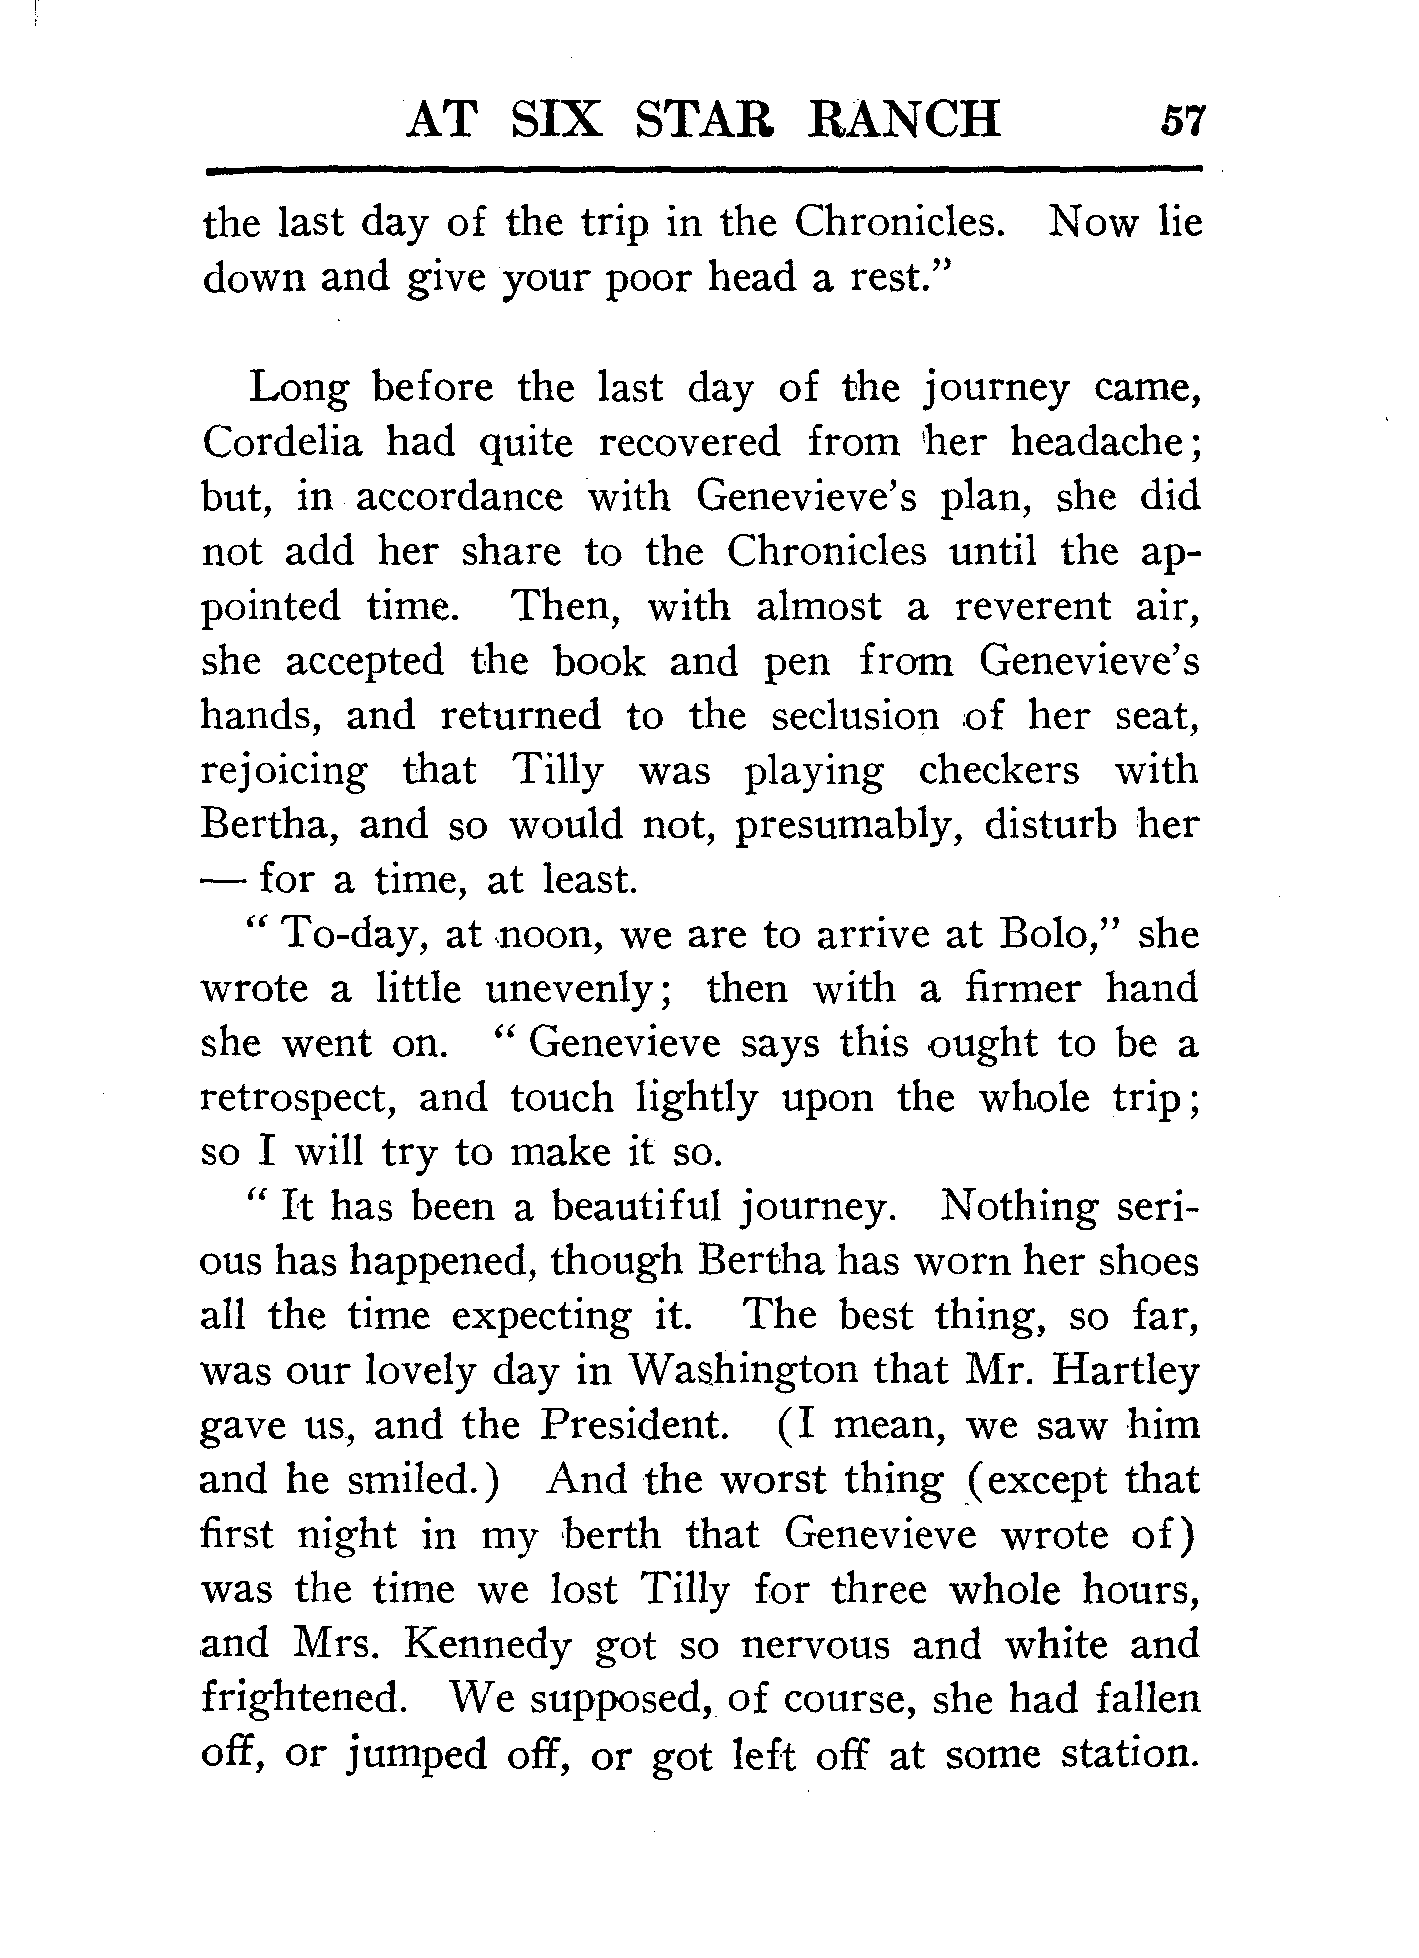 AT SIX STAR RANCH 57
the last day of the trip in the Chronicles. Now lie
down and give your poor head a rest.”
Long before the last day of the journey came,
Cordelia had quite recovered from her headache;
but, in accordance with Genevieve’s plan, she did
not add her share to the Chronicles until the ap-
pointed time. Then, with almost a reverent air,
she accepted the book and pen from Genevieve’s
hands, and returned to the seclusion of her seat,
rejoicing that Tilly was playing checkers with
Bertha, and so would not, presumably, disturb her
— for a time, at least.
“ To-day, at noon, we are to arrive at Bolo,” she
wrote a little unevenly; then with a firmer hand
she went on. “ Genevieve says this ought to be a
retrospect, and touch lightly upon the whole trip;
so I will try to make it so.
“ It has been a beautiful journey. Nothing seri-
ous has happened, though Bertha has worn her shoes
all the time expecting it. The best thing, so far,
was our lovely day in Washington that Mr. Hartley
gave us, and the President. (I mean, we saw him
and he smiled.) And the worst thing (except that
first night in my berth that Genevieve wrote of)
was the time we lost Tilly for three whole hours,
and Mrs. Kennedy got so nervous and white and
frightened. We supposed, of course, she had fallen
off, or jumped off, or got left off at some station.